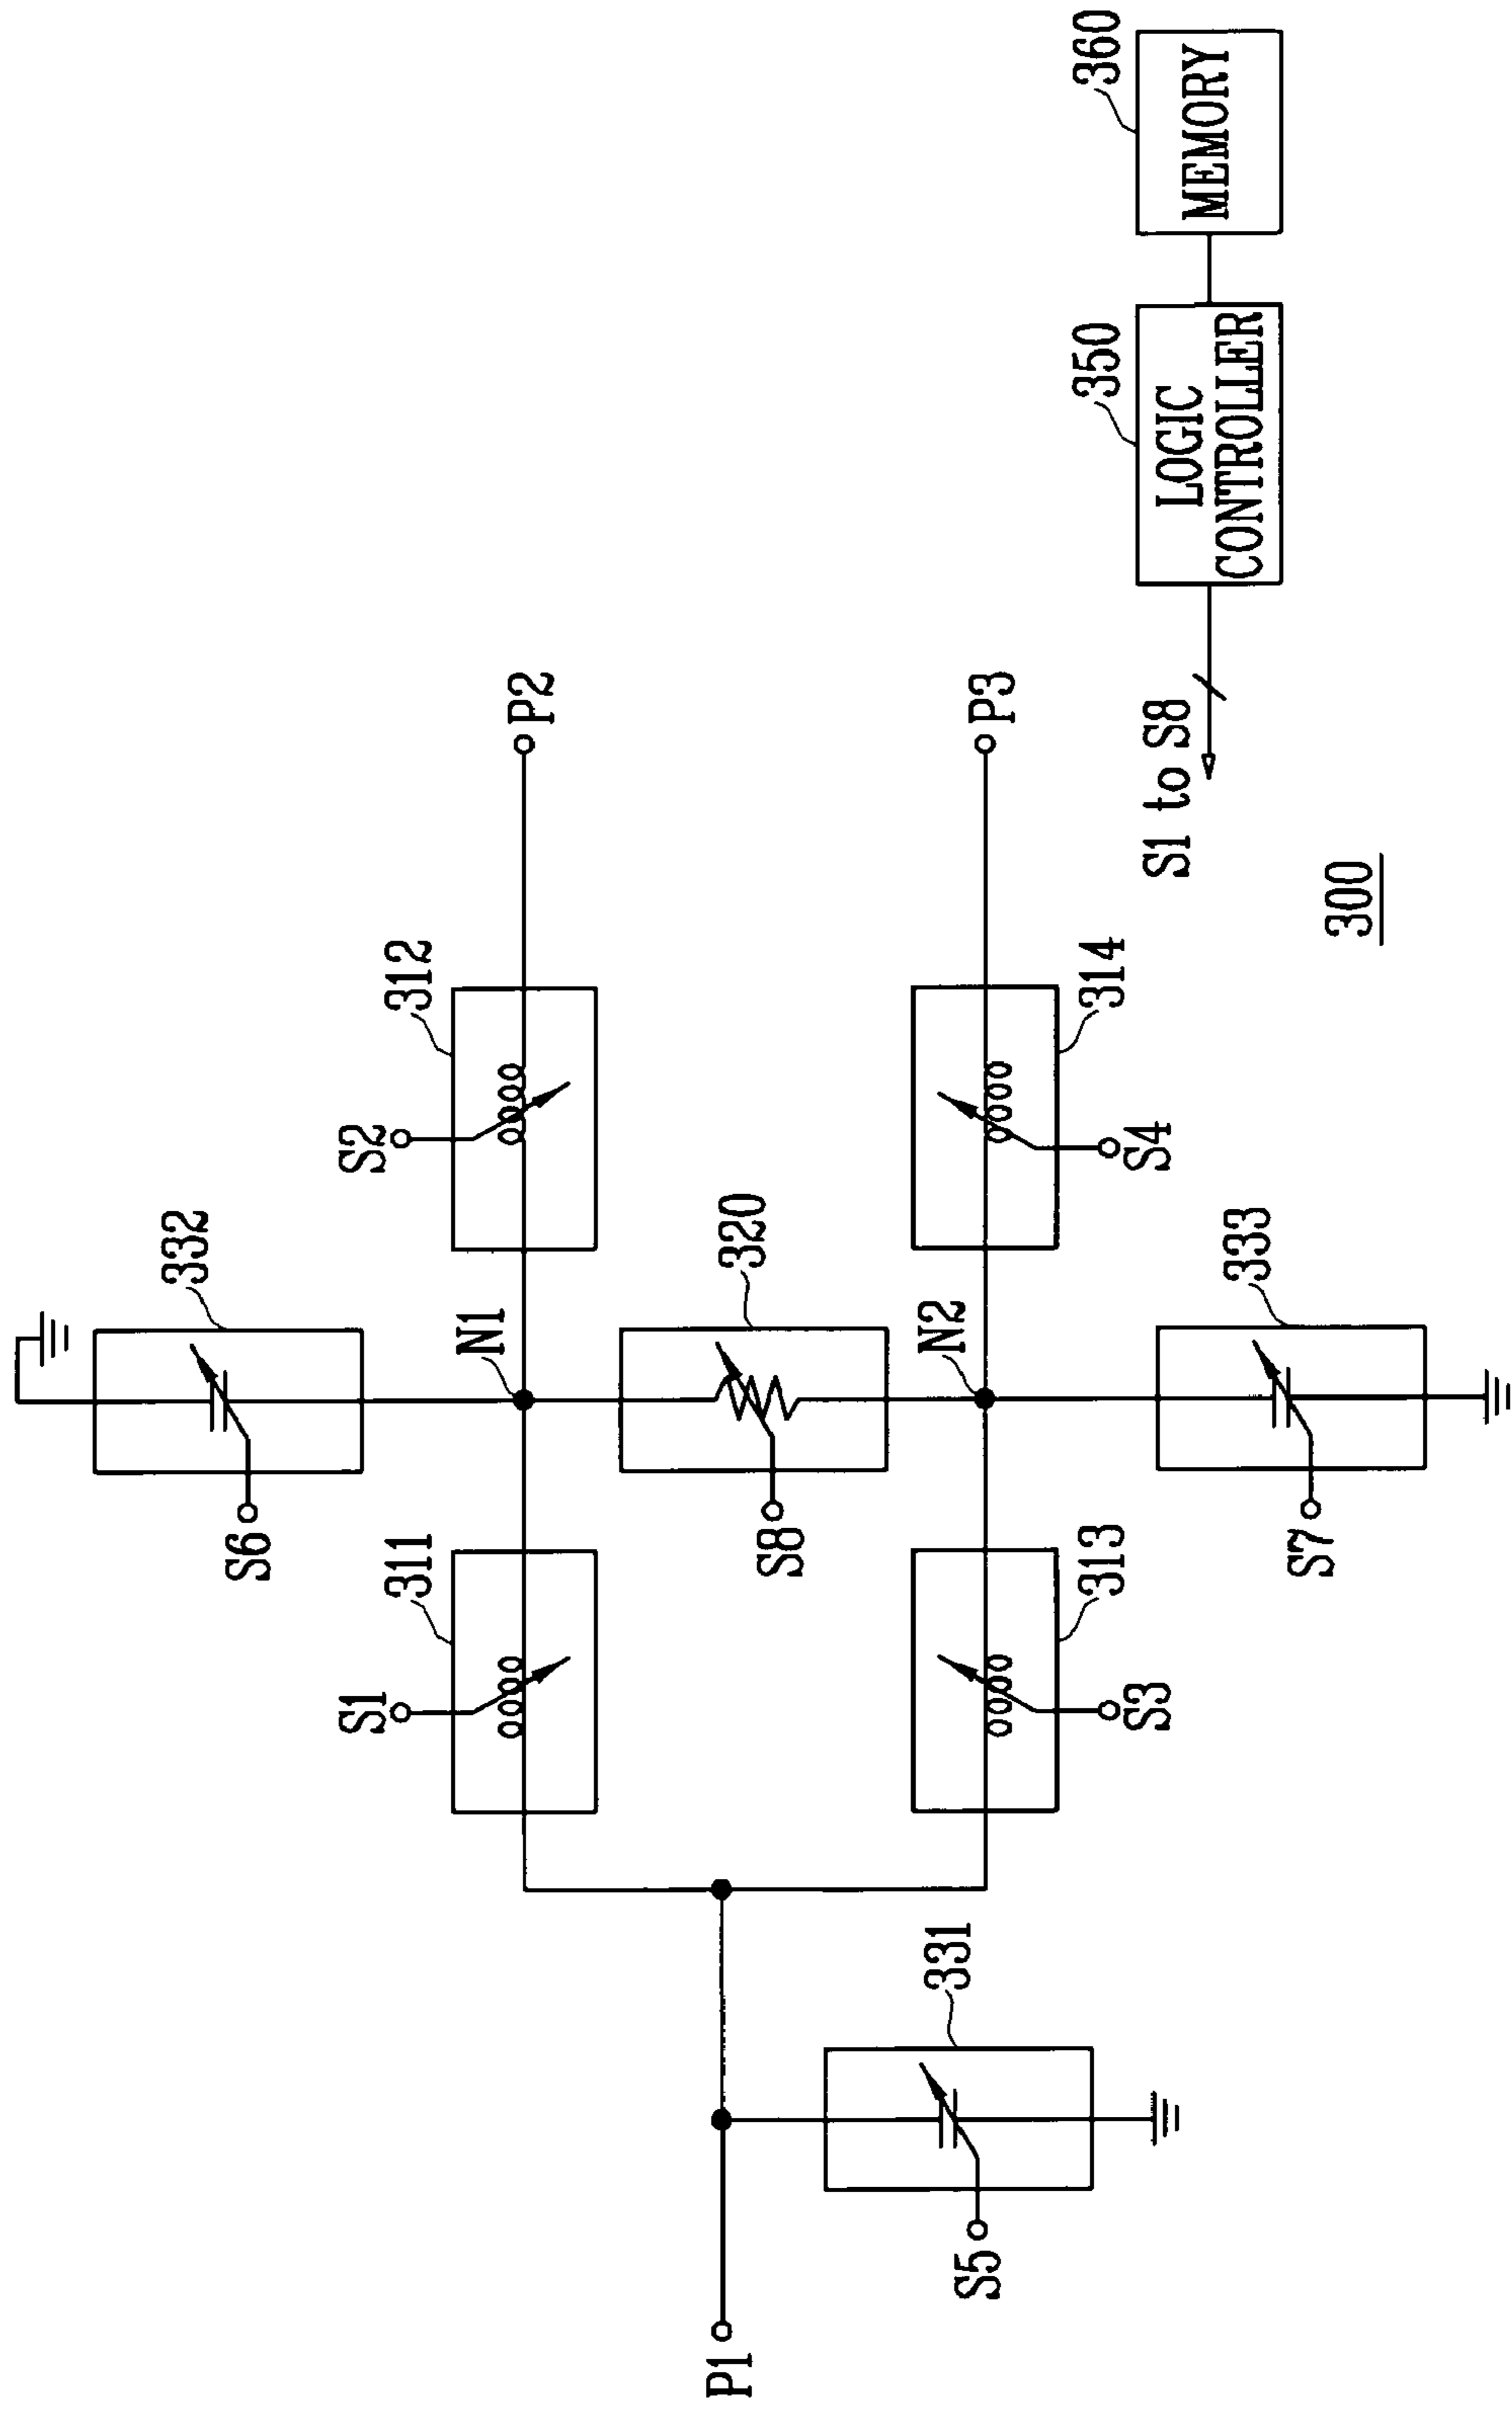 332
S6
S1
311
N1
S2
312
P2
S8
320
P1
S5
331
313
S3
N2
314
S4
P3
S7
333
S1 to S8
350
LOGIC
CONTROLLER
360
MEMORY
300